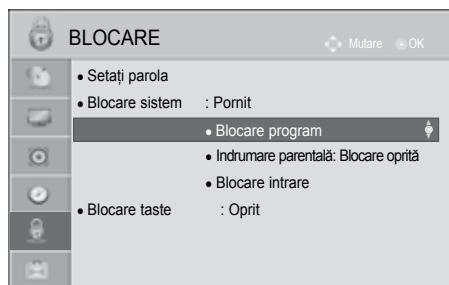 BLOCARE Mutare OK
• Setați parola
• Blocare sistem : Pornit
• Blocare program
• Indrumare parentală: Blocare oprită
• Blocare intrare
• Blocare taste : Oprit